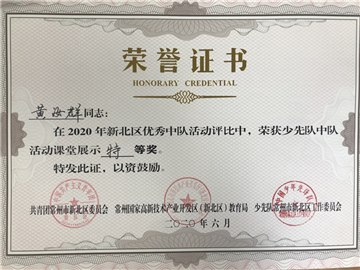 荣誉证书
HONORARY CREDENTIAL
黄海群同志：
在2020年新北区优秀中队活动评比中，荣获少先队中队
活动课堂展示 特 等奖。
特发此证，以资鼓励。
共青团常州市新北区委员会 常州国家高新技术产业开发区（新北区）教育局 少先队常州市新北区工作委员会
二〇二〇年六月